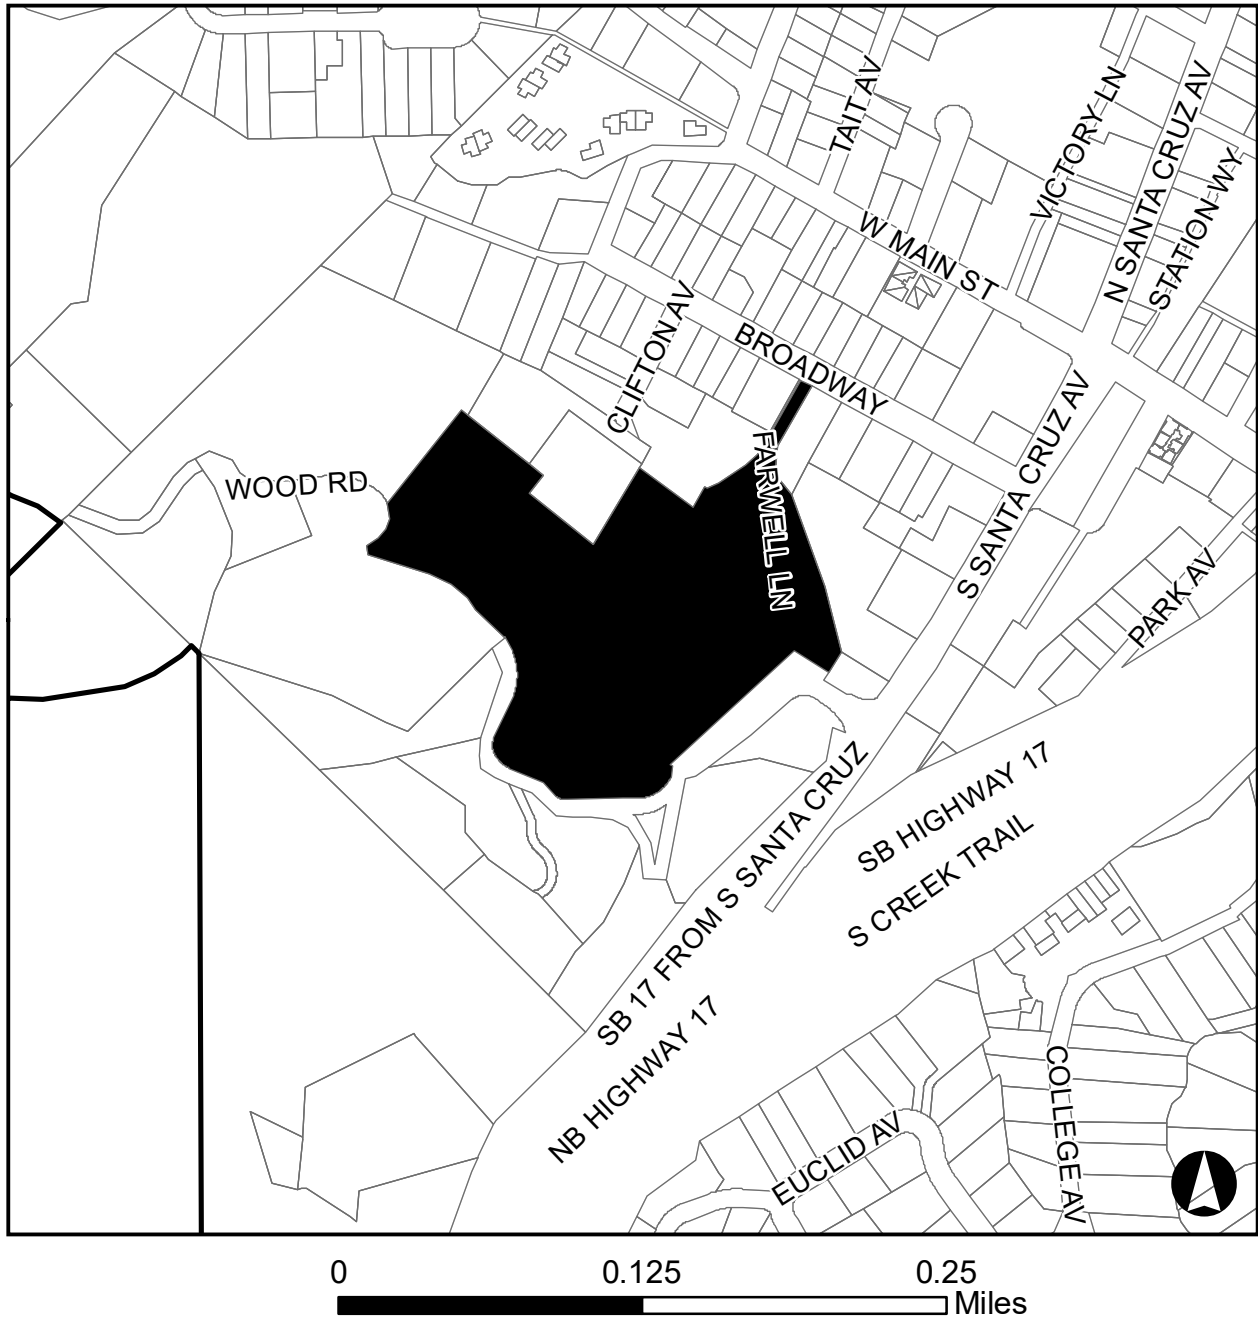 TAIT AV
VICTORY LN
N SANTA CRUZ AV
STATION WY
W MAIN ST
CLIFTON AV
BROADWAY
S SANTA CRUZ AV
WOOD RD
FARWELL LN
PARK AV
SB HIGHWAY 17
S CREEK TRAIL
SB 17 FROM S SANTA CRUZ
NB HIGHWAY 17
COLLEGE AV
EUCLID AV
0 0.125 0.25
Miles